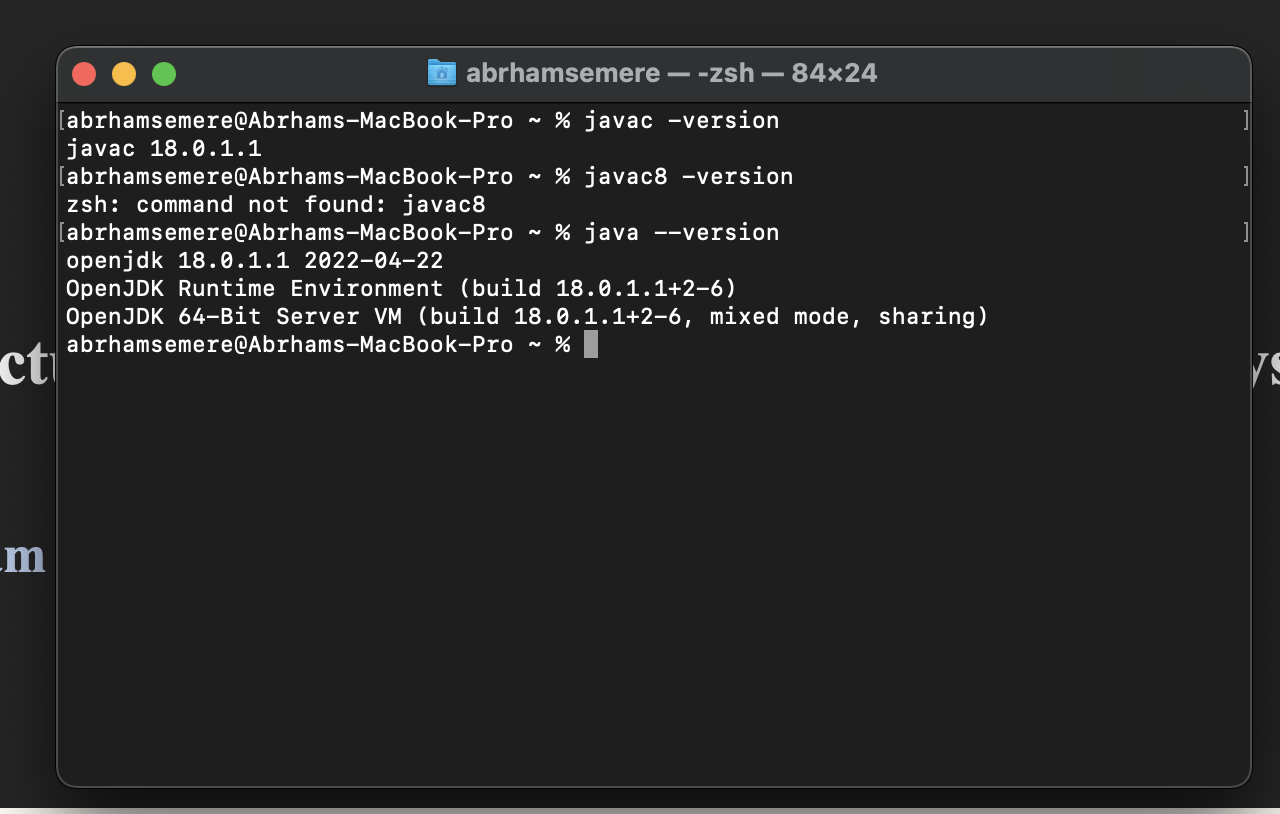 abrhamsemere — -zsh — 84×24
[abrhamsemere@Abrhams-MacBook-Pro ~ % javac -version ]
javac 18.0.1.1
[abrhamsemere@Abrhams-MacBook-Pro ~ % javac8 -version ]
zsh: command not found: javac8
[abrhamsemere@Abrhams-MacBook-Pro ~ % java --version ]
openjdk 18.0.1.1 2022-04-22
OpenJDK Runtime Environment (build 18.0.1.1+2-6)
OpenJDK 64-Bit Server VM (build 18.0.1.1+2-6, mixed mode, sharing)
abrhamsemere@Abrhams-MacBook-Pro ~ %